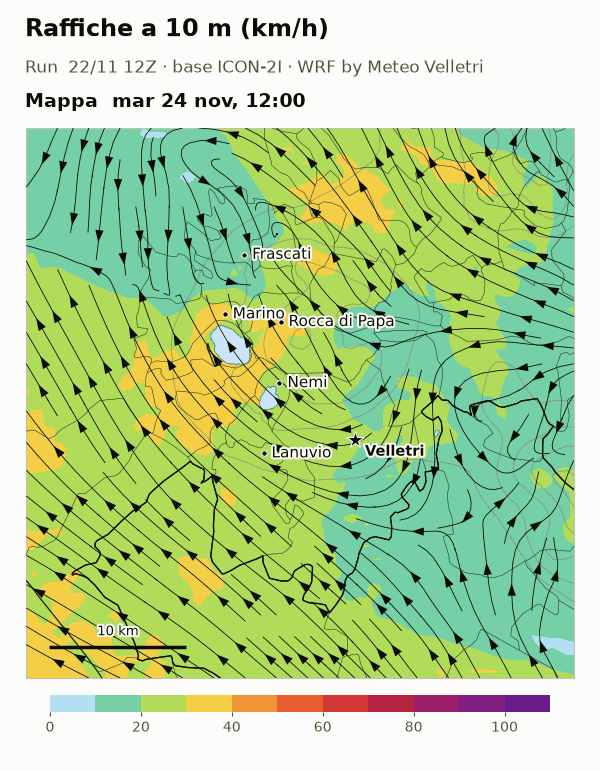 Raffiche a 10 m (km/h)
Run 22/11 12Z · base ICON-2I · WRF by Meteo Velletri
Mappa mar 24 nov, 12:00
Frascati
Marino
Rocca di Papa
Nemi
Velletri
Lanuvio
10 km
0 20 40 60 80 100